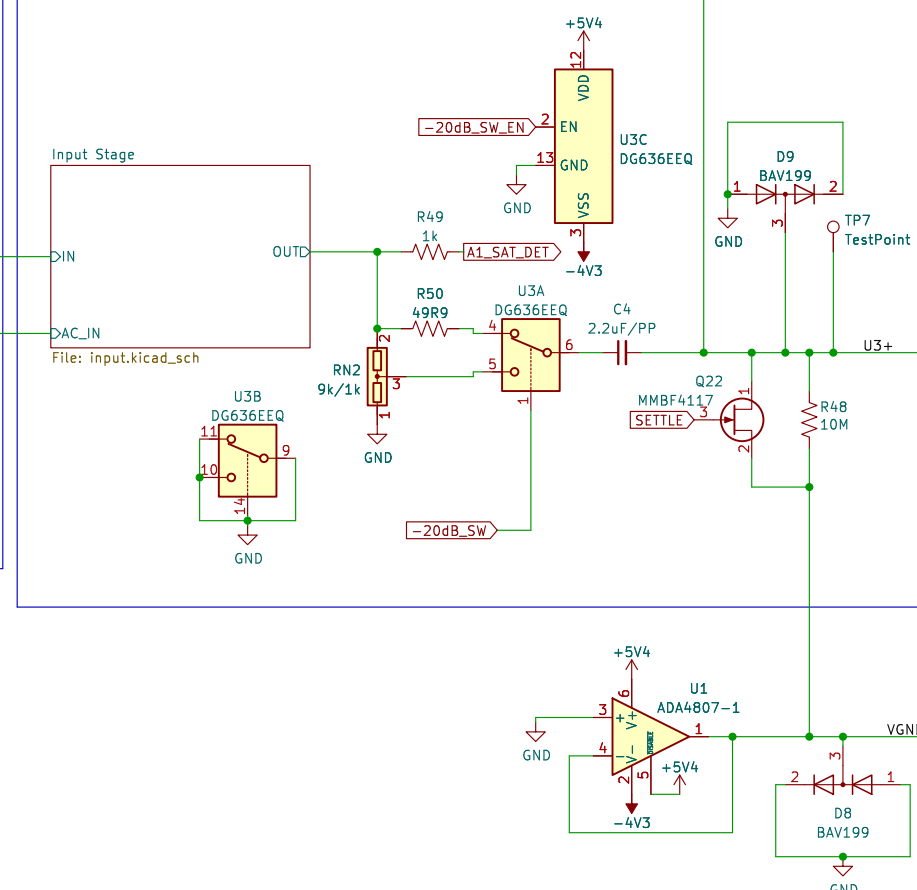 +5V4
12
VDD
-20dB_SW_EN
2
EN
U3C
DG636EEQ
13
GND
GND
VSS
3
-4V3
Input Stage
IN
OUT
AC_IN
File: input.kicad_sch
R49
1k
A1_SAT_DET
R50
49R9
U3A
DG636EEQ
4
5
6
1
C4
2.2uF/PP
RN2
9k/1k
2
3
1
GND
U3B
DG636EEQ
11
10
9
14
GND
-20dB_SW
D9
BAV199
1
2
3
GND
TP7
TestPoint
U3+
Q22
MMBF4117
SETTLE
3
1
2
R48
10M
+5V4
U1
ADA4807-1
6
V+
3
+
4
-
V-
2
DISABLE
5
1
GND
+5V4
-4V3
VGN
3
2
1
D8
BAV199
GND